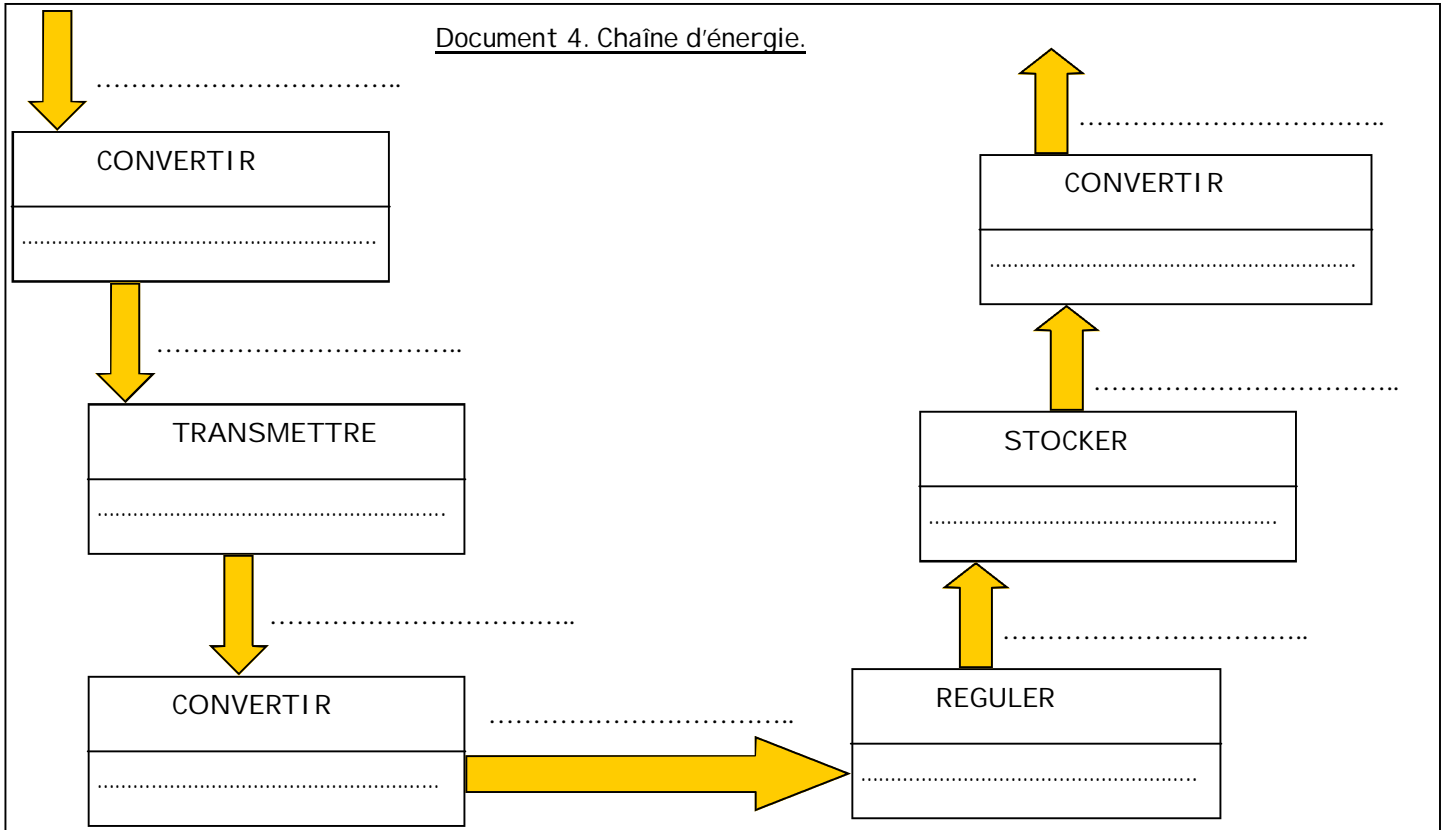 Document 4. Chaîne d'énergie.
……………………………..
CONVERTIR
............................................................
……………………………..
TRANSMETTRE
...........................................................
……………………………..
CONVERTIR
..........................................................
……………………………..
REGULER
.........................................................
……………………………..
STOCKER
...........................................................
……………………………..
CONVERTIR
..............................................................
……………………………..